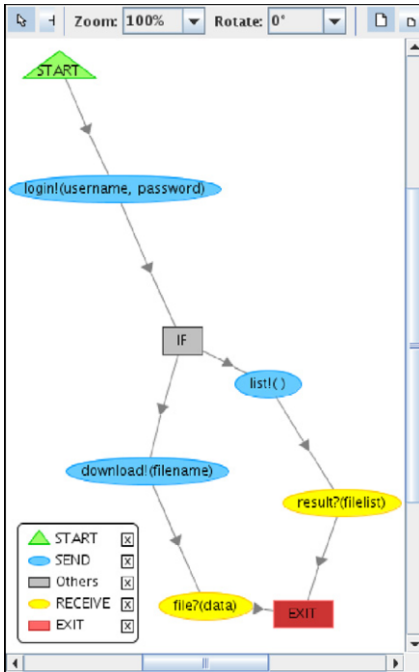 Zoom: 100% Rotate: 0°
START
login!(username, password)
IF
list!( )
download!(filename)
result?(filelist)
file?(data)
EXIT
START x
SEND x
Others x
RECEIVE x
EXIT x